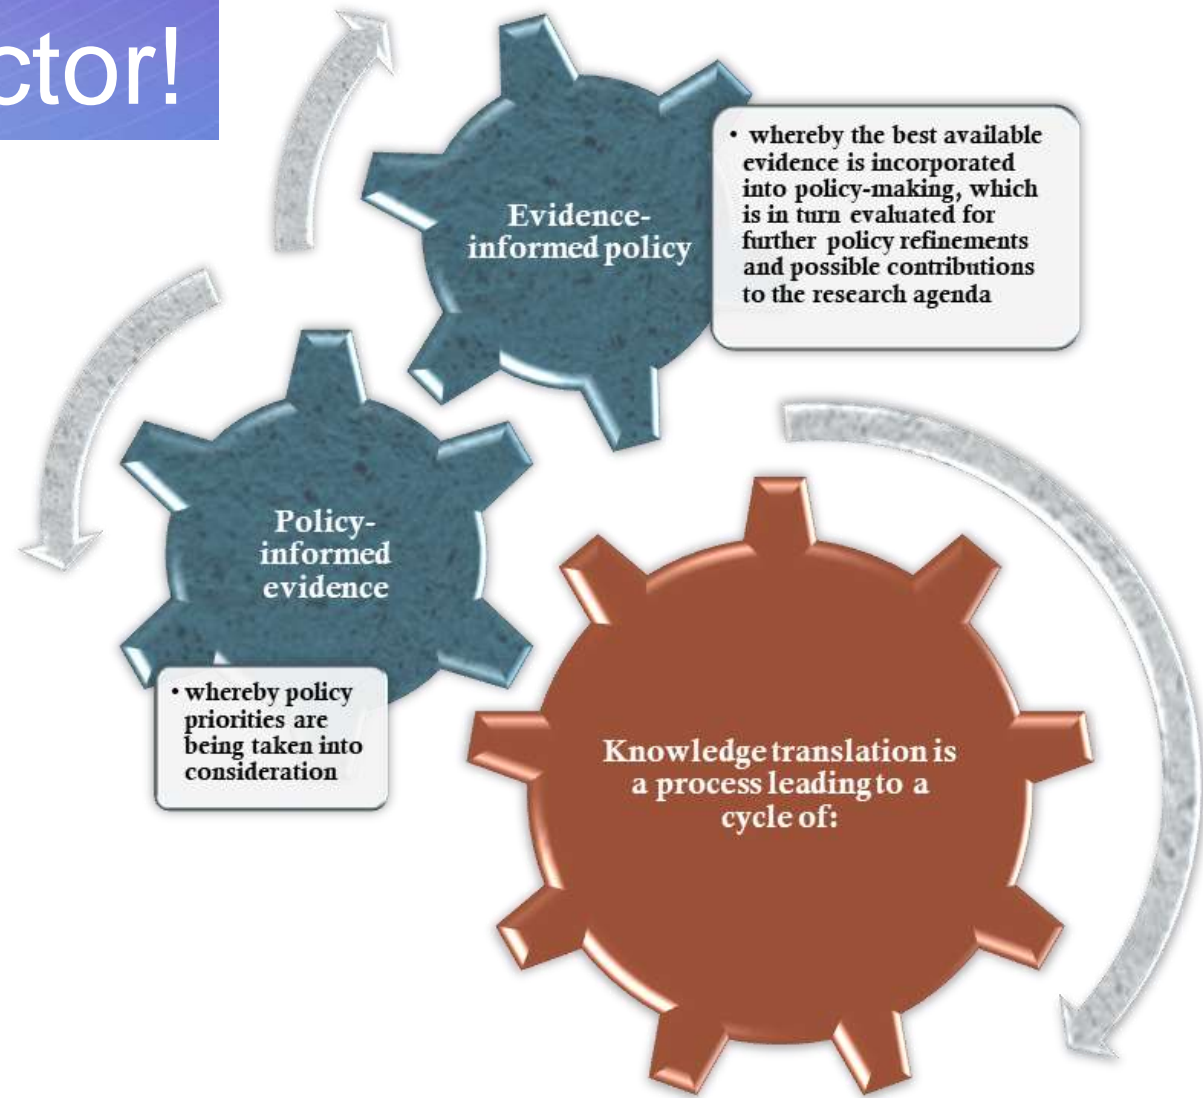 ctor!
Evidence-
informed policy
• whereby the best available
evidence is incorporated
into policy-making, which
is in turn evaluated for
further policy refinements
and possible contributions
to the research agenda
Policy-
informed
evidence
• whereby policy
priorities are
being taken into
consideration
Knowledge translation is
a process leading to a
cycle of: